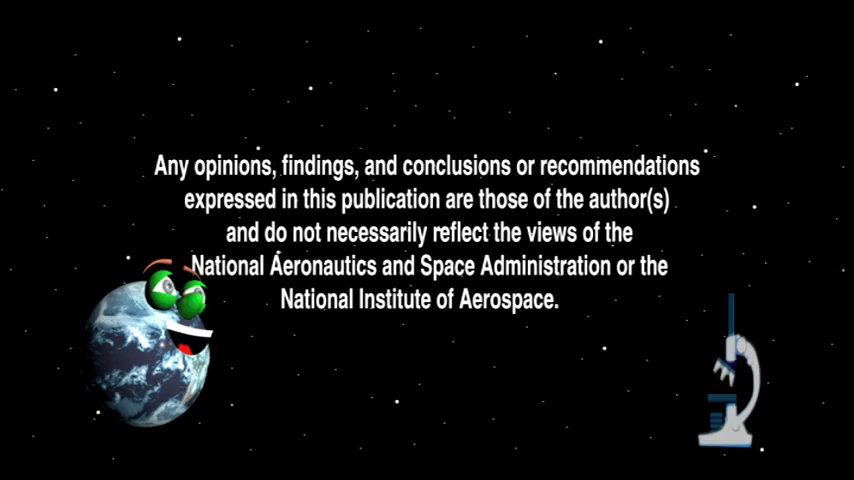 Any opinions, findings, and conclusions or recommendations
expressed in this publication are those of the author(s)
and do not necessarily reflect the views of the
National Aeronautics and Space Administration or the
National Institute of Aerospace.